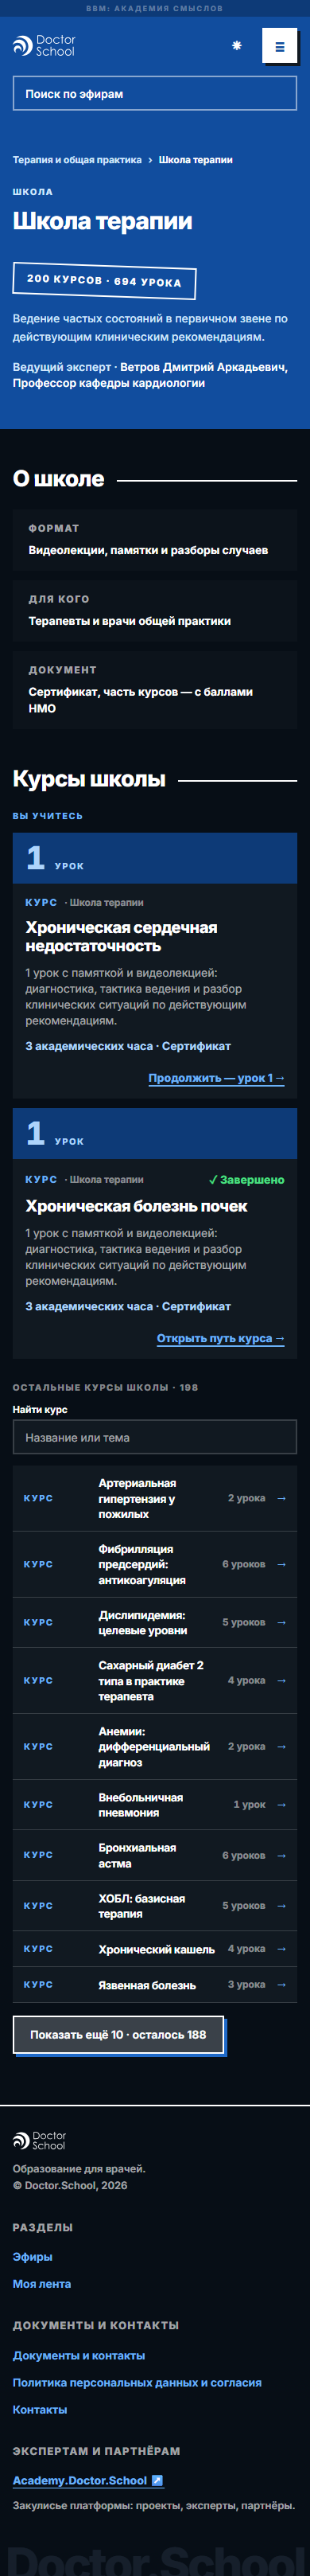 ВВМ: АКАДЕМИЯ СМЫСЛОВ
Doctor
School
Поиск по эфирам
Терапия и общая практика › Школа терапии
ШКОЛА
Школа терапии
200 КУРСОВ · 694 УРОКА
Ведение частых состояний в первичном звене по
действующим клиническим рекомендациям.
Ведущий эксперт · Ветров Дмитрий Аркадьевич,
Профессор кафедры кардиологии
О школе
ФОРМАТ
Видеолекции, памятки и разборы случаев
ДЛЯ КОГО
Терапевты и врачи общей практики
ДОКУМЕНТ
Сертификат, часть курсов — с баллами
НМО
Курсы школы
ВЫ УЧИТЕСЬ
1 УРОК
КУРС · Школа терапии
Хроническая сердечная
недостаточность
1 урок с памяткой и видеолекцией:
диагностика, тактика ведения и разбор
клинических ситуаций по действующим
рекомендациям.
3 академических часа · Сертификат
Продолжить — урок 1 →
1 УРОК
КУРС · Школа терапии ✓ Завершено
Хроническая болезнь почек
1 урок с памяткой и видеолекцией:
диагностика, тактика ведения и разбор
клинических ситуаций по действующим
рекомендациям.
3 академических часа · Сертификат
Открыть путь курса →
ОСТАЛЬНЫЕ КУРСЫ ШКОЛЫ · 198
Найти курс
Название или тема
КУРС Артериальная гипертензия у пожилых 2 урока →
КУРС Фибрилляция предсердий: антикоагуляция 6 уроков →
КУРС Дислипидемия: целевые уровни 5 уроков →
КУРС Сахарный диабет 2 типа в практике терапевта 4 урока →
КУРС Анемии: дифференциальный диагноз 2 урока →
КУРС Внебольничная пневмония 1 урок →
КУРС Бронхиальная астма 6 уроков →
КУРС ХОБЛ: базисная терапия 5 уроков →
КУРС Хронический кашель 4 урока →
КУРС Язвенная болезнь 3 урока →
Показать ещё 10 · осталось 188
Doctor
School
Образование для врачей.
© Doctor.School, 2026
РАЗДЕЛЫ
Эфиры
Моя лента
ДОКУМЕНТЫ И КОНТАКТЫ
Документы и контакты
Политика персональных данных и согласия
Контакты
ЭКСПЕРТАМ И ПАРТНЁРАМ
Academy.Doctor.School ↗
Закулисье платформы: проекты, эксперты, партнёры.
Doctor.School